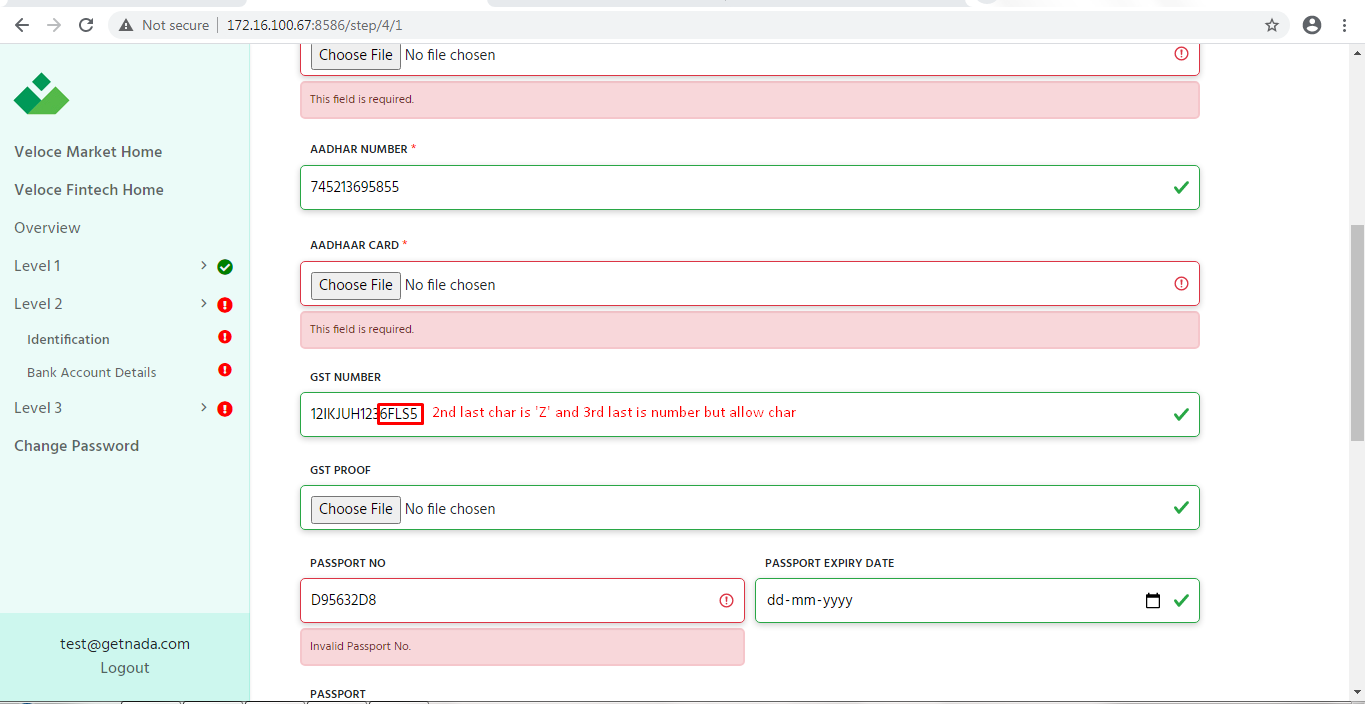 Not secure 172.16.100.67:8586/step/4/1
Veloce Market Home
Veloce Fintech Home
Overview
Level 1
Level 2
Identification
Bank Account Details
Level 3
Change Password
test@getnada.com
Logout
Choose File No file chosen
This field is required.
AADHAR NUMBER *
745213695855
AADHAAR CARD *
Choose File No file chosen
This field is required.
GST NUMBER
12IKJUH1236FLS5 2nd last char is 'Z' and 3rd last is number but allow char
GST PROOF
Choose File No file chosen
PASSPORT NO PASSPORT EXPIRY DATE
D95632D8 dd-mm-yyyy
Invalid Passport No.
PASSPORT